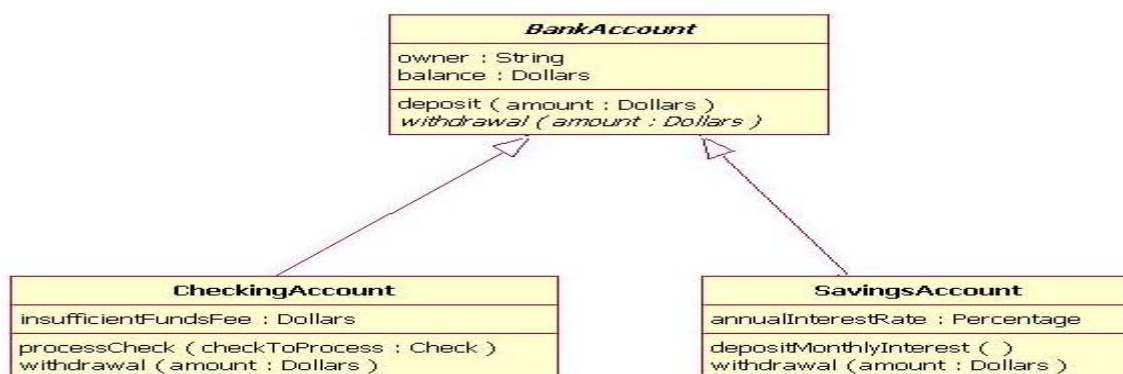 BankAccount
owner : String
balance : Dollars
deposit ( amount : Dollars )
withdrawal ( amount : Dollars )
CheckingAccount
insufficientFundsFee : Dollars
processCheck ( checkToProcess : Check )
withdrawal ( amount : Dollars )
SavingsAccount
annualInterestRate : Percentage
depositMonthlyInterest ( )
withdrawal ( amount : Dollars )